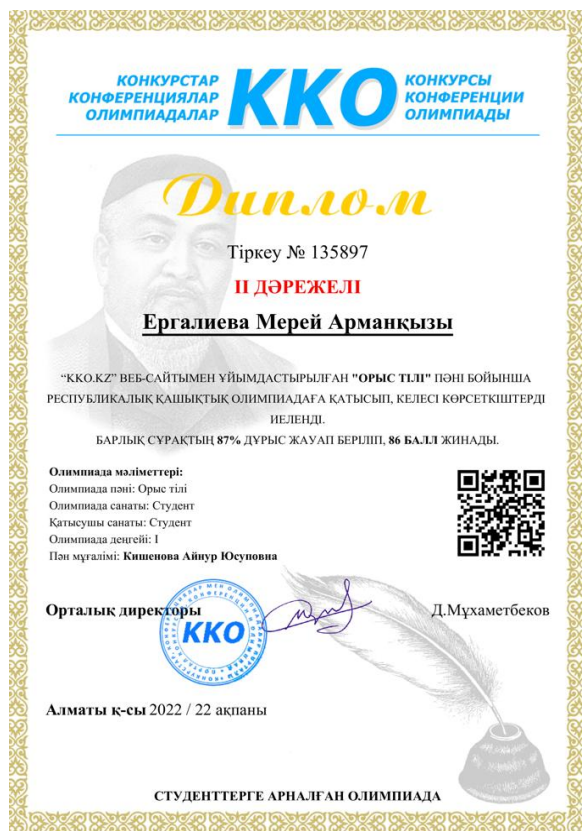 КОНКУРСТАР
КОНФЕРЕНЦИЯЛАР
ОЛИМПИАДАЛАР
ККО
КОНКУРСЫ
КОНФЕРЕНЦИИ
ОЛИМПИАДЫ
Диплом
Тіркеу № 135897
II ДӘРЕЖЕЛІ
Ергалиева Мерей Арманқызы
“KKO.KZ” ВЕБ-САЙТЫМЕН ҰЙЫМДАСТЫРЫЛҒАН "ОРЫС ТІЛІ" ПӘНІ БОЙЫНША
РЕСПУБЛИКАЛЫҚ ҚАШЫҚТЫҚ ОЛИМПИАДАҒА ҚАТЫСЫП, КЕЛЕСІ КӨРСЕТКІШТЕРДІ
ИЕЛЕНДІ.
БАРЛЫҚ СҰРАҚТЫҢ 87% ДҰРЫС ЖАУАП БЕРІЛІП, 86 БАЛЛ ЖИНАДЫ.
Олимпиада мәліметтері:
Олимпиада пәні: Орыс тілі
Олимпиада санаты: Студент
Қатысушы санаты: Студент
Олимпиада деңгейі: I
Пән мұғалімі: Кишенова Айнур Юсуповна
Орталық директоры
Д.Мұхаметбеков
ККО
Алматы қ-сы 2022 / 22 ақпаны
СТУДЕНТТЕРГЕ АРНАЛҒАН ОЛИМПИАДА